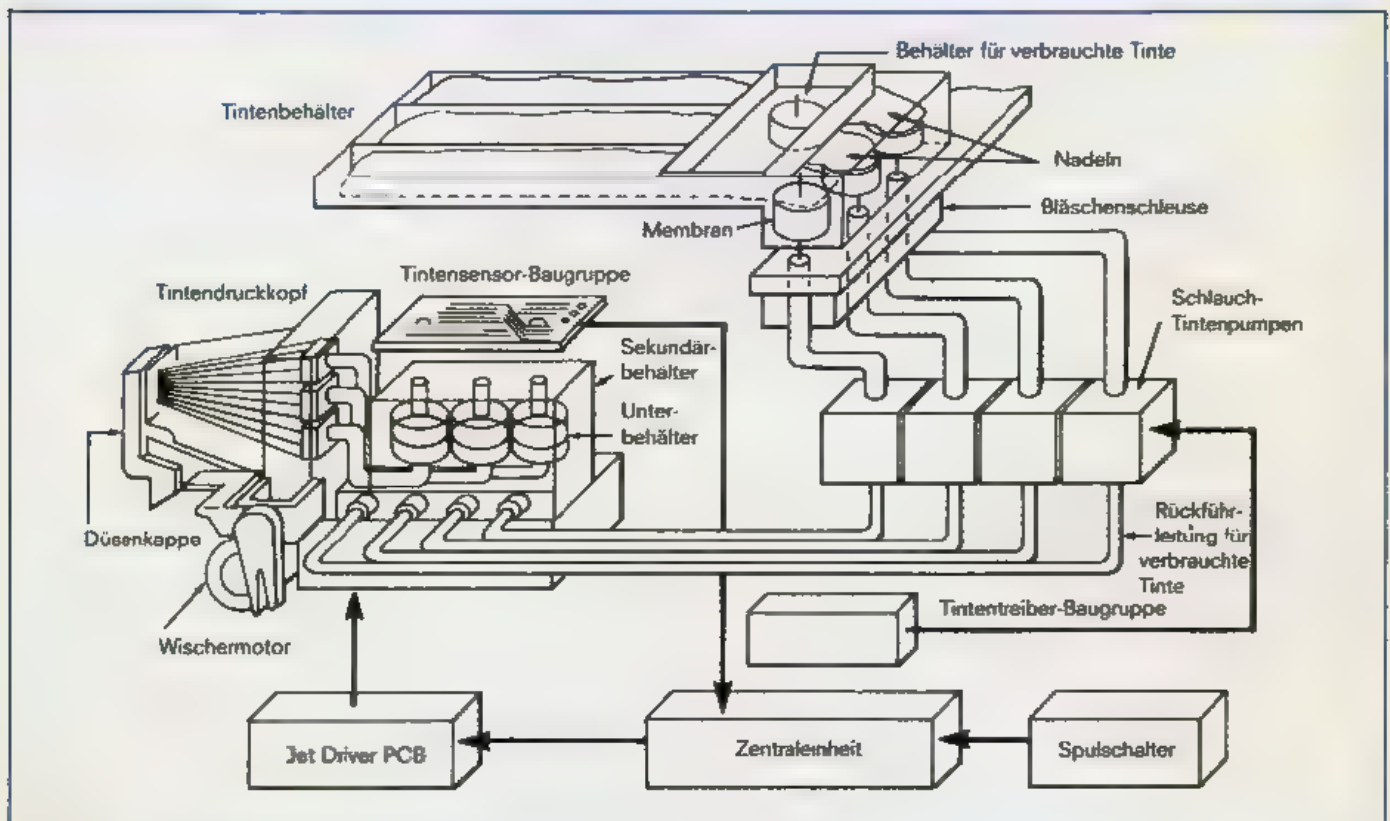 Behälter für verbrauchte Tinte
Tintenbehälter
Nadeln
Bläschenschleuse
Membran
Tintensensor-Baugruppe
Tintendruckkopf
Schlauch-
Tintenpumpen
Sekundär-
behälter
Unter-
behälter
Düsenkappe
Rückführ-
leitung für
verbrauchte
Tinte
Tintentreiber-Baugruppe
Wischermotor
Jet Driver PCB
Zentraleinheit
Spulschalter